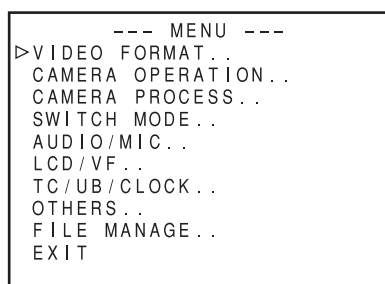 --- MENU ---
▷VIDEO FORMAT..
CAMERA OPERATION..
CAMERA PROCESS..
SWITCH MODE..
AUDIO/MIC..
LCD/VF..
TC/UB/CLOCK..
OTHERS..
FILE MANAGE..
EXIT